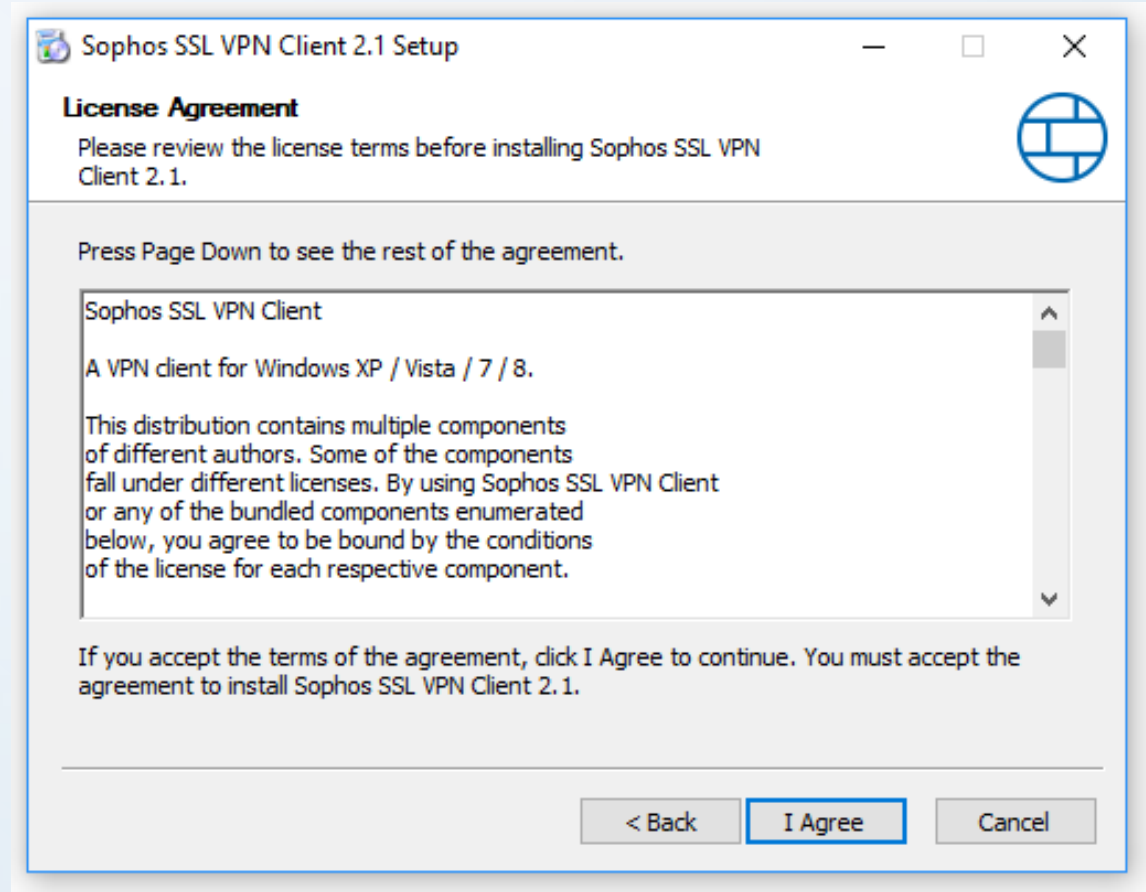 Sophos SSL VPN Client 2.1 Setup
License Agreement
Please review the license terms before installing Sophos SSL VPN
Client 2.1.
Press Page Down to see the rest of the agreement.
Sophos SSL VPN Client
A VPN client for Windows XP / Vista / 7 / 8.
This distribution contains multiple components
of different authors. Some of the components
fall under different licenses. By using Sophos SSL VPN Client
or any of the bundled components enumerated
below, you agree to be bound by the conditions
of the license for each respective component.
If you accept the terms of the agreement, click I Agree to continue. You must accept the
agreement to install Sophos SSL VPN Client 2.1.
< Back
I Agree
Cancel